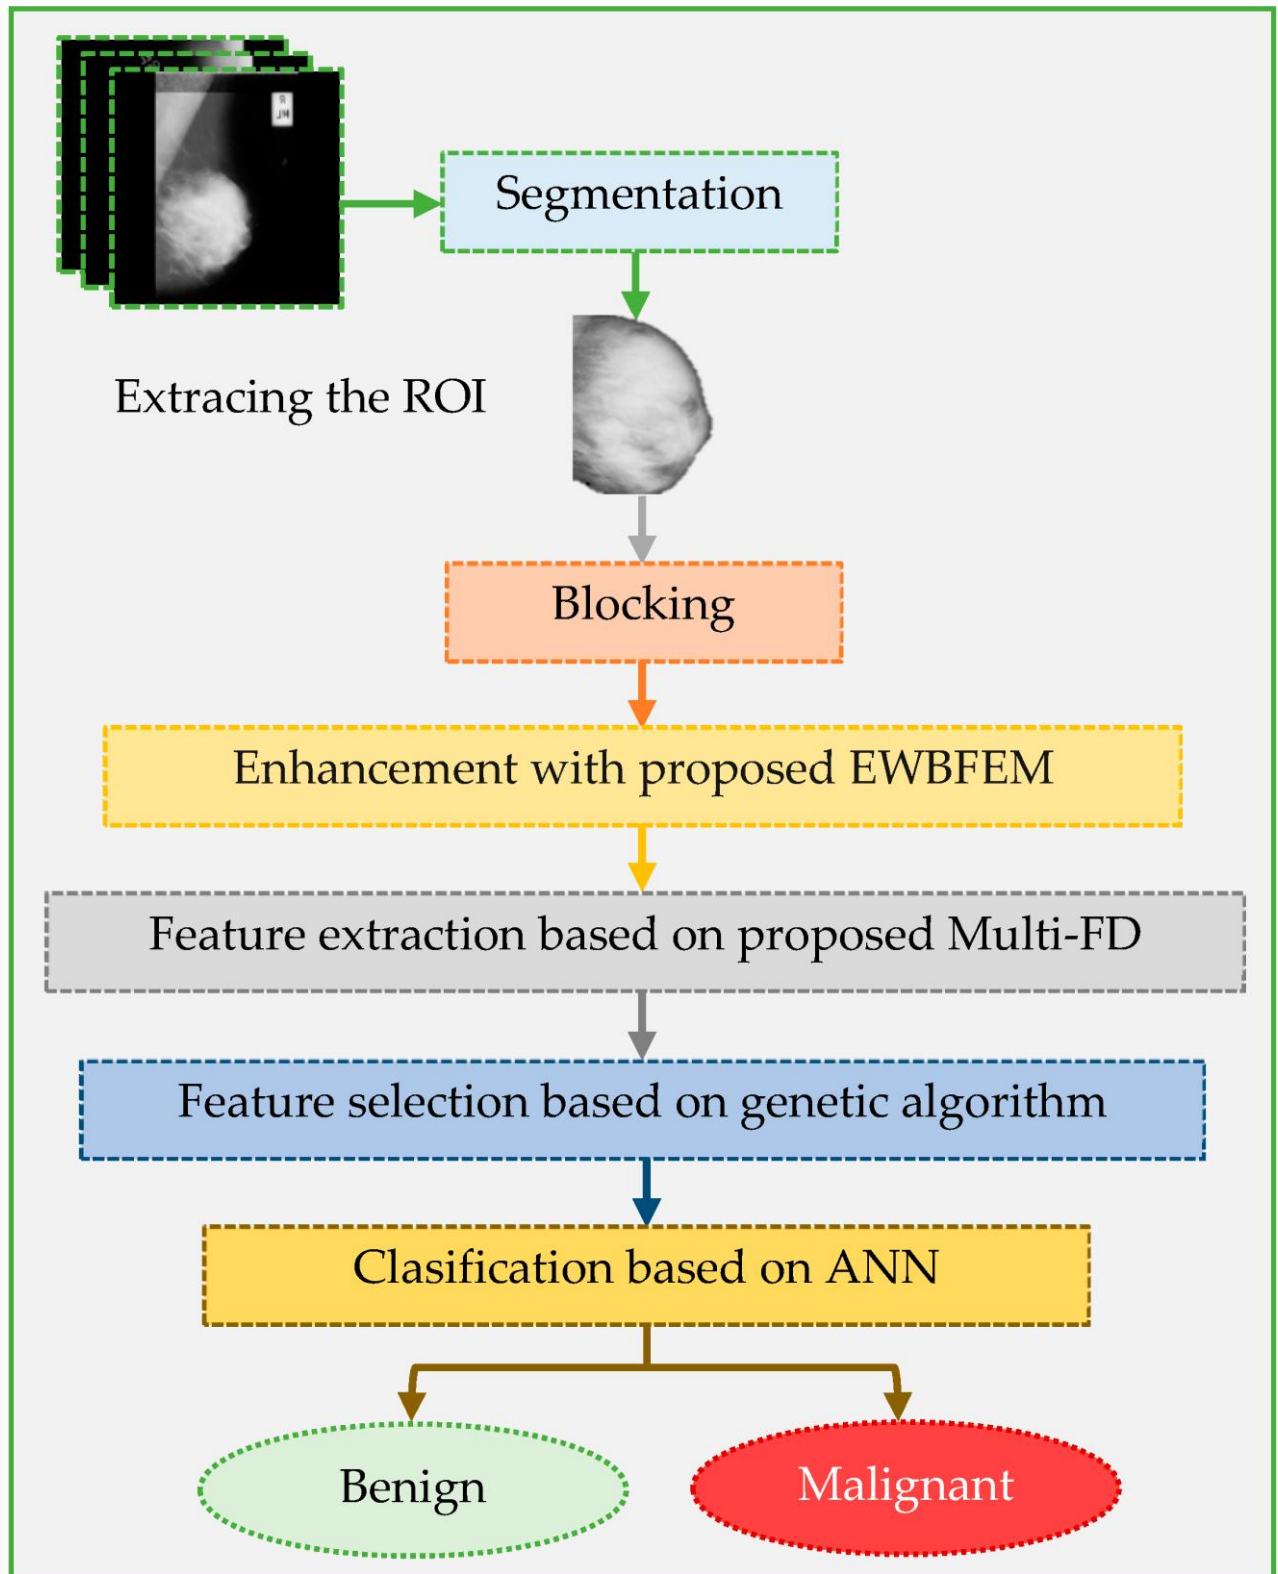 Segmentation
Extracing the ROI
Blocking
Enhancement with proposed EWBFEM
Feature extraction based on proposed Multi-FD
Feature selection based on genetic algorithm
Clasification based on ANN
Benign
Malignant